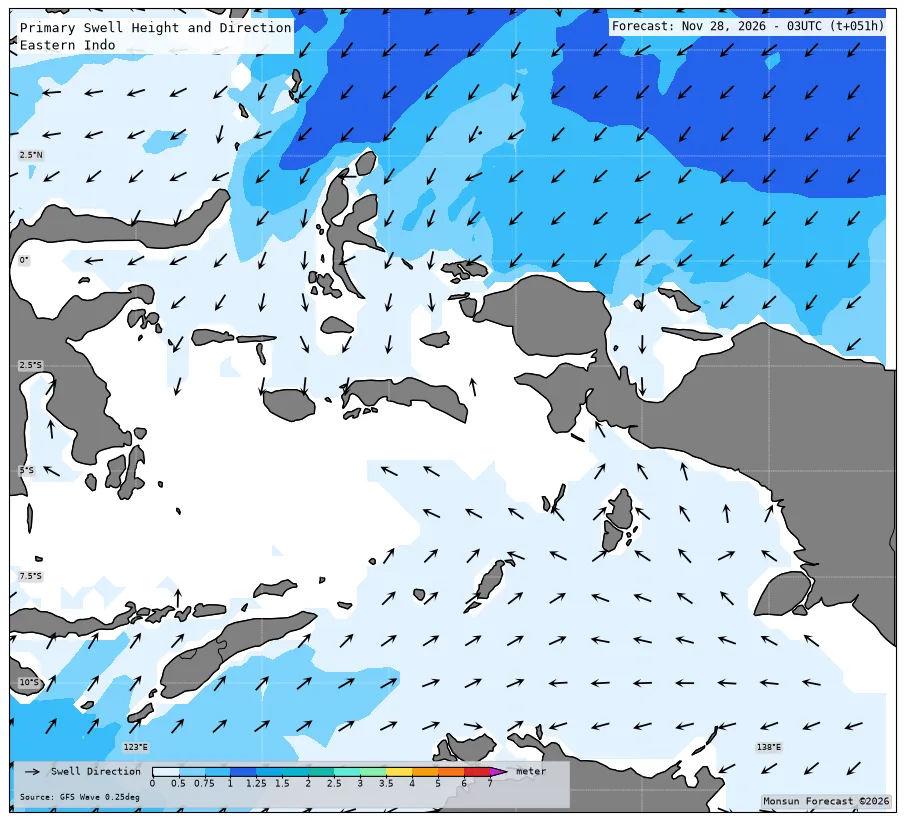 Primary Swell Height and Direction
Eastern Indo
Forecast: Nov 28, 2026 - 03UTC (t+051h)
2.5°N
0°
2.5°S
5°S
7.5°S
10°S
123°E
138°E
Swell Direction
0 0.5 0.75 1 1.25 1.5 2 2.5 3 3.5 4 5 6 7
meter
Source: GFS Wave 0.25deg
Monsun Forecast ©2026